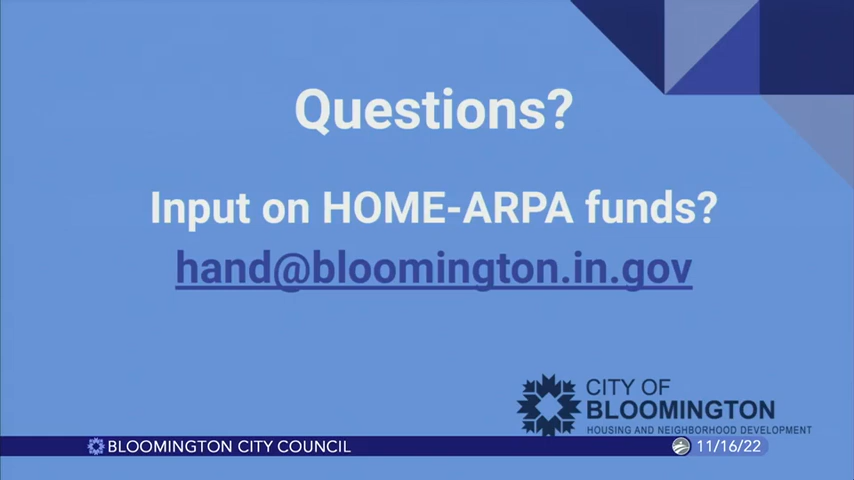 Questions?
Input on HOME-ARPA funds?
hand@bloomington.in.gov
CITY OF
BLOOMINGTON
HOUSING AND NEIGHBORHOOD DEVELOPMENT
BLOOMINGTON CITY COUNCIL
11/16/22